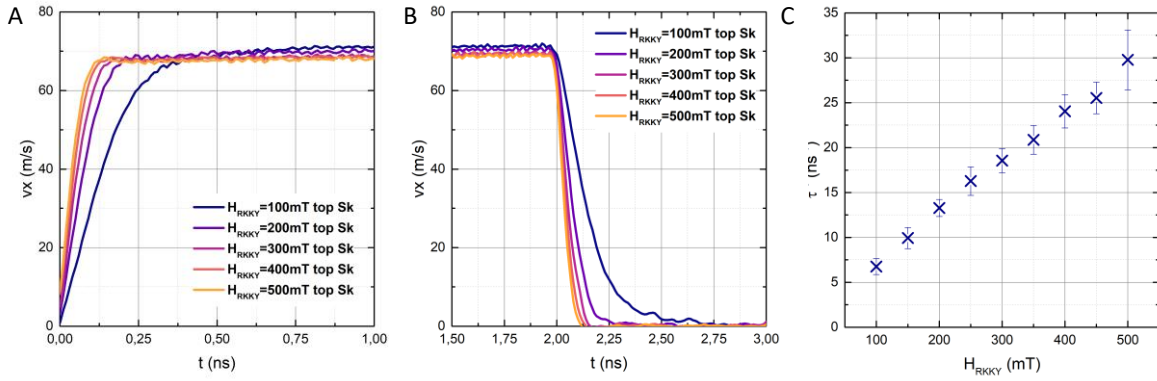 A
vx (m/s)
80
60
40
20
0
H_RKKY=100mT top Sk
H_RKKY=200mT top Sk
H_RKKY=300mT top Sk
H_RKKY=400mT top Sk
H_RKKY=500mT top Sk
0,00 0,25 0,50 0,75 1,00
t (ns)
B
vx (m/s)
80
60
40
20
0
H_RKKY=100mT top Sk
H_RKKY=200mT top Sk
H_RKKY=300mT top Sk
H_RKKY=400mT top Sk
H_RKKY=500mT top Sk
1,50 1,75 2,00 2,25 2,50 2,75 3,00
t (ns)
C
τ (ns
35
30
25
20
15
10
5
0
100 200 300 400 500
H_RKKY (mT)